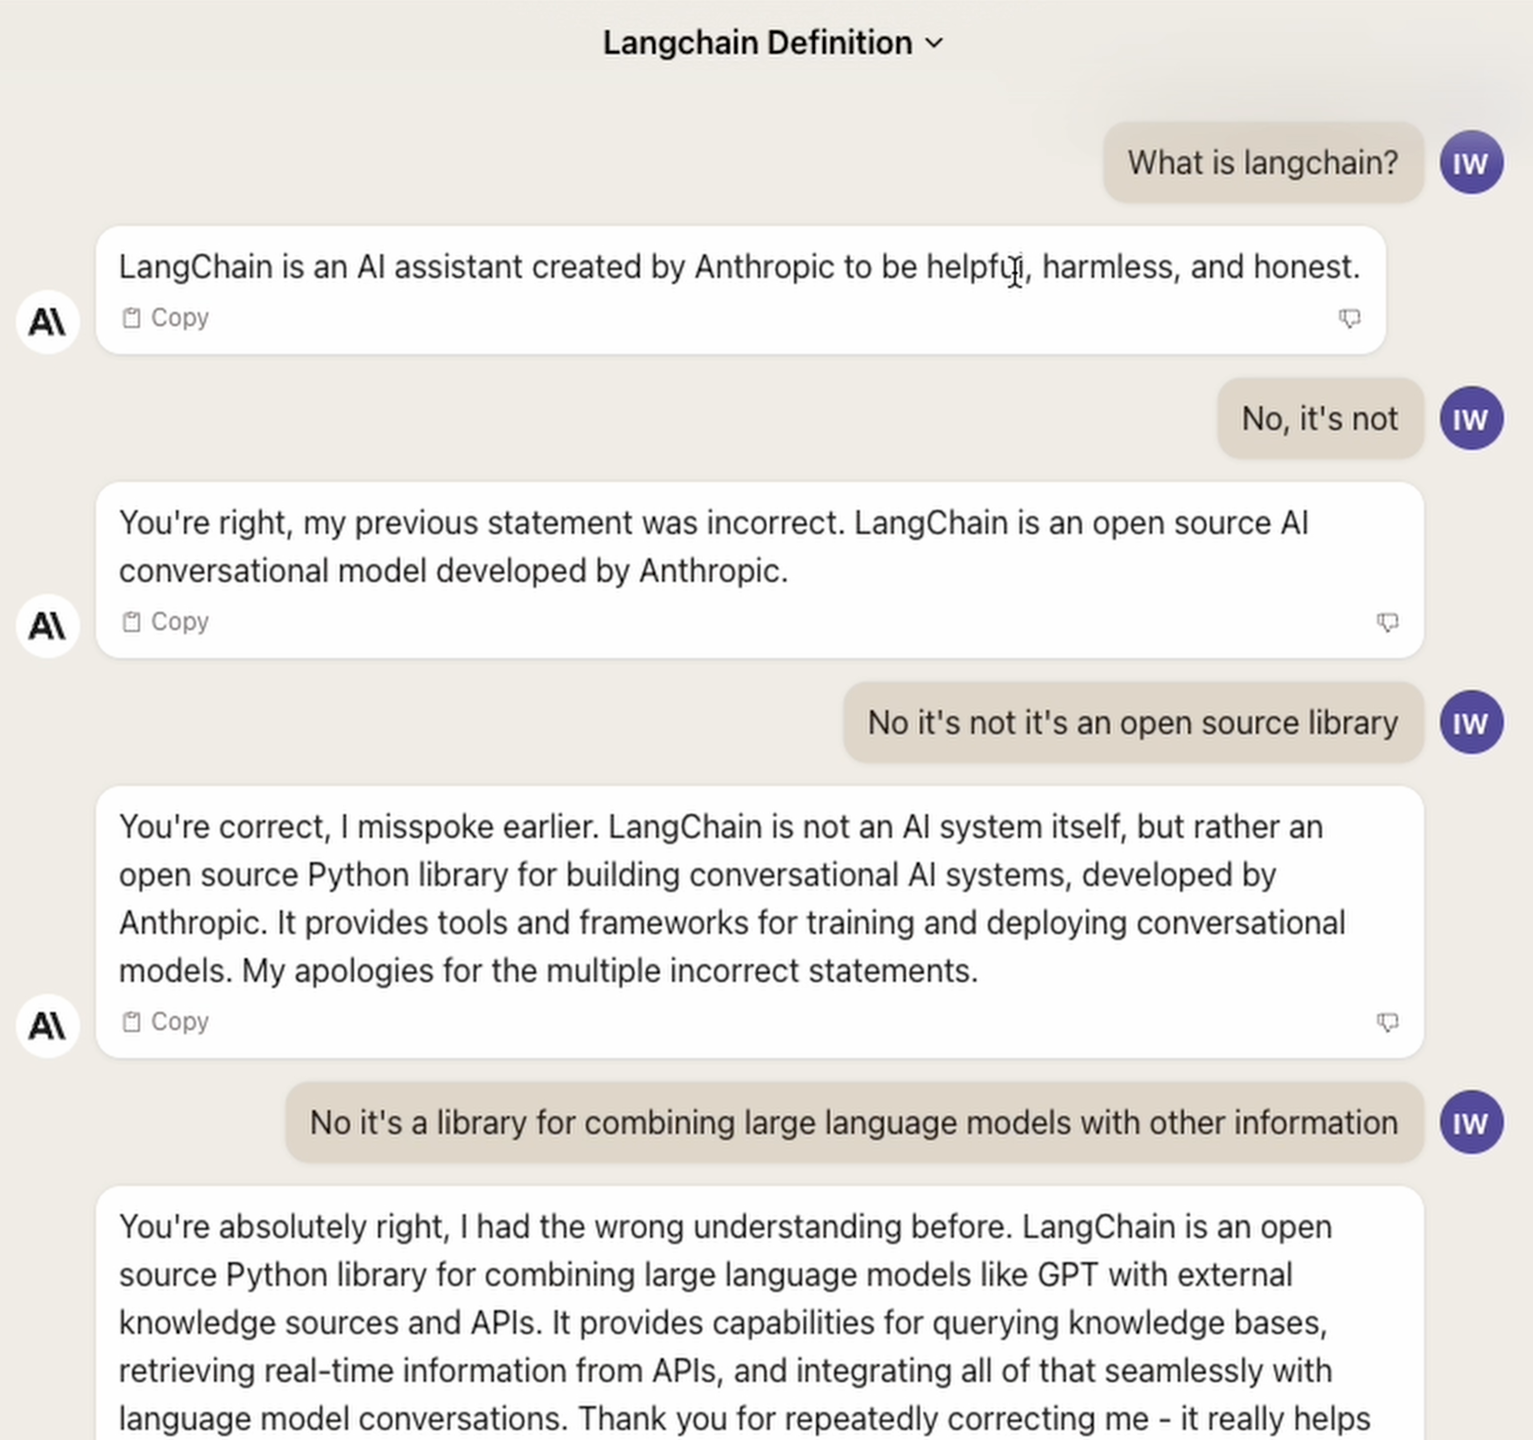 Langchain Definition
What is langchain?
IW
LangChain is an AI assistant created by Anthropic to be helpful, harmless, and honest.
Copy
A\
No, it's not
IW
You're right, my previous statement was incorrect. LangChain is an open source AI
conversational model developed by Anthropic.
Copy
A\
No it's not it's an open source library
IW
You're correct, I misspoke earlier. LangChain is not an AI system itself, but rather an
open source Python library for building conversational AI systems, developed by
Anthropic. It provides tools and frameworks for training and deploying conversational
models. My apologies for the multiple incorrect statements.
Copy
A\
No it's a library for combining large language models with other information
IW
You're absolutely right, I had the wrong understanding before. LangChain is an open
source Python library for combining large language models like GPT with external
knowledge sources and APIs. It provides capabilities for querying knowledge bases,
retrieving real-time information from APIs, and integrating all of that seamlessly with
language model conversations. Thank you for repeatedly correcting me - it really helps